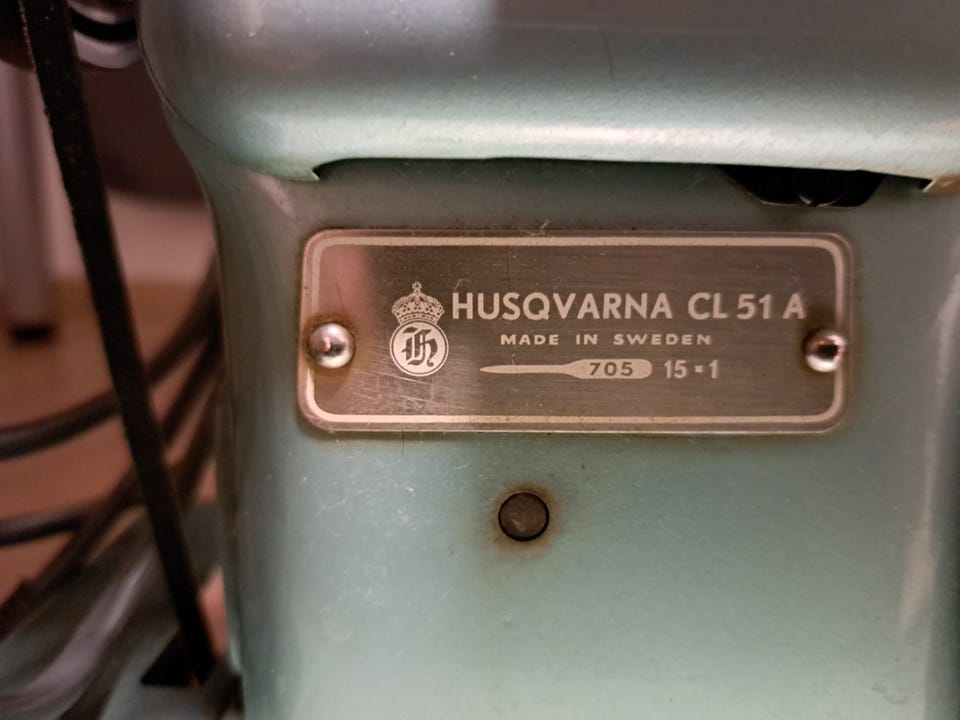 HUSQVARNA CL 51 A
MADE IN SWEDEN
705 15×1
H